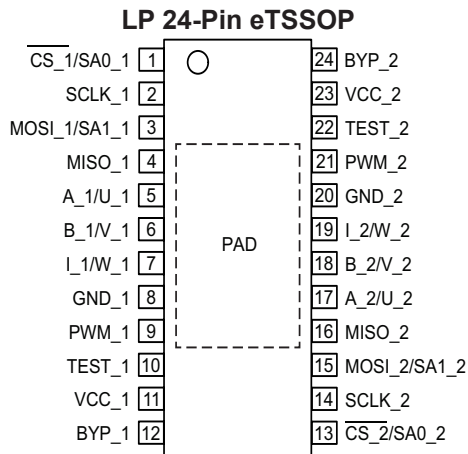 LP 24-Pin eTSSOP
CS_1/SA0_1 1
SCLK_1 2
MOSI_1/SA1_1 3
MISO_1 4
A_1/U_1 5
B_1/V_1 6
I_1/W_1 7
GND_1 8
PWM_1 9
TEST_1 10
VCC_1 11
BYP_1 12
PAD
24 BYP_2
23 VCC_2
22 TEST_2
21 PWM_2
20 GND_2
19 I_2/W_2
18 B_2/V_2
17 A_2/U_2
16 MISO_2
15 MOSI_2/SA1_2
14 SCLK_2
13 CS_2/SA0_2